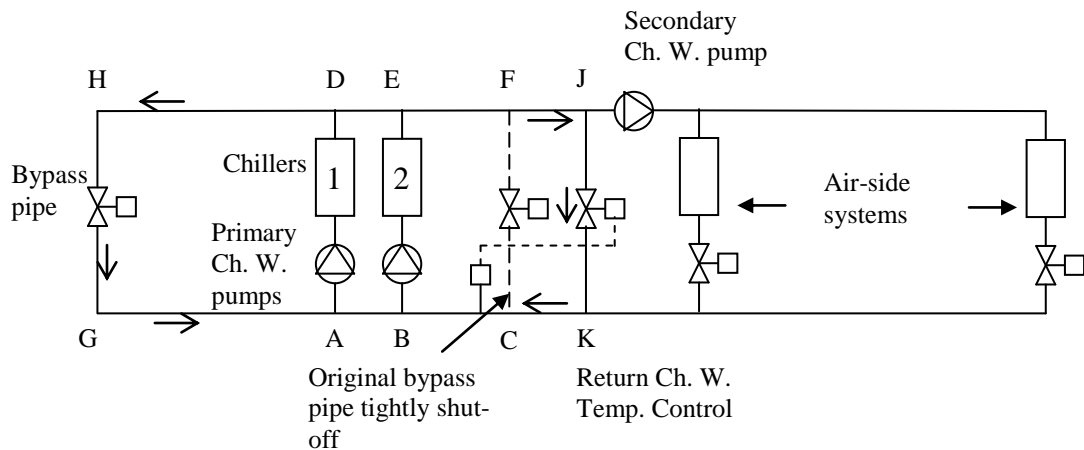 Secondary
Ch. W. pump
H
D
E
F
J
Bypass
pipe
Chillers
1
2
Air-side
systems
Primary
Ch. W.
pumps
G
A
B
C
K
Original bypass
pipe tightly shut-
off
Return Ch. W.
Temp. Control